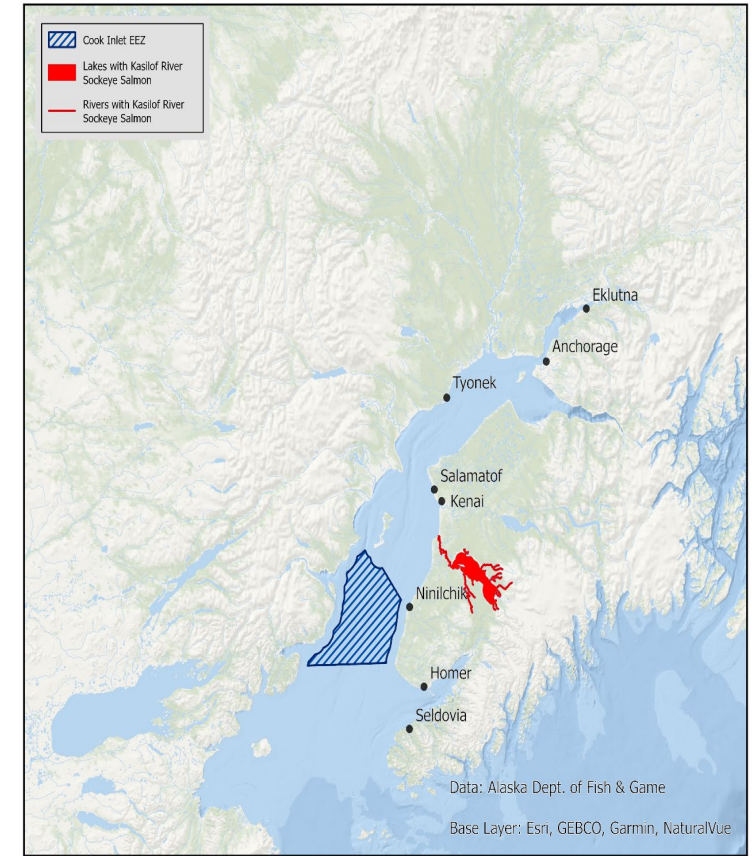 Cook Inlet EEZ
Lakes with Kasilof River
Sockeye Salmon
Rivers with Kasilof River
Sockeye Salmon
Eklutna
Anchorage
Tyonek
Salamatof
Kenai
Ninilchik
Homer
Seldovia
Data: Alaska Dept. of Fish & Game
Base Layer: Esri, GEBCO, Garmin, NaturalVue